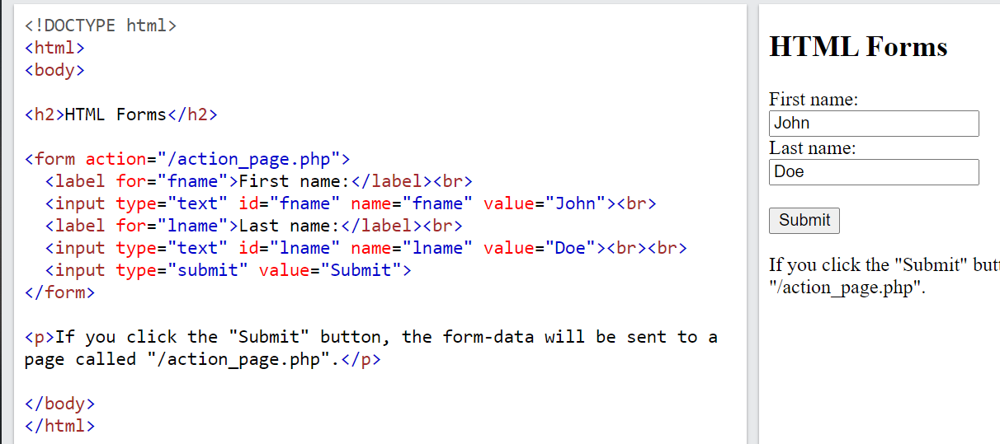 <!DOCTYPE html>
<html>
<body>
<h2>HTML Forms</h2>
<form action="/action_page.php">
  <label for="fname">First name:</label><br>
  <input type="text" id="fname" name="fname" value="John"><br>
  <label for="lname">Last name:</label><br>
  <input type="text" id="lname" name="lname" value="Doe"><br><br>
  <input type="submit" value="Submit">
</form>
<p>If you click the "Submit" button, the form-data will be sent to a
page called "/action_page.php".</p>
</body>
</html>
HTML Forms
First name:
John
Last name:
Doe
Submit
If you click the "Submit"
"/action_page.php".